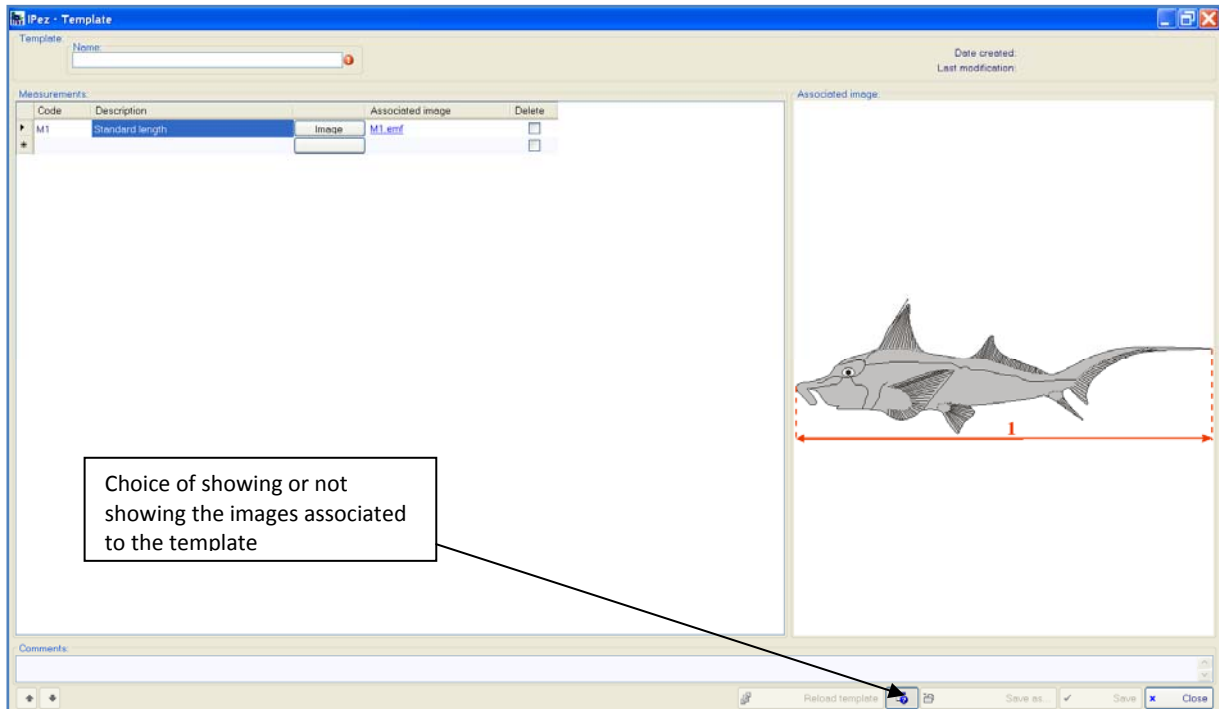 IPez - Template
Template:
Name:
Date created:
Last modification:
Measurements:
Code Description Associated image Delete
M1 Standard length Image M1.emf
Associated image:
1
Choice of showing or not
showing the images associated
to the template
Comments:
Reload template Save as... Save Close